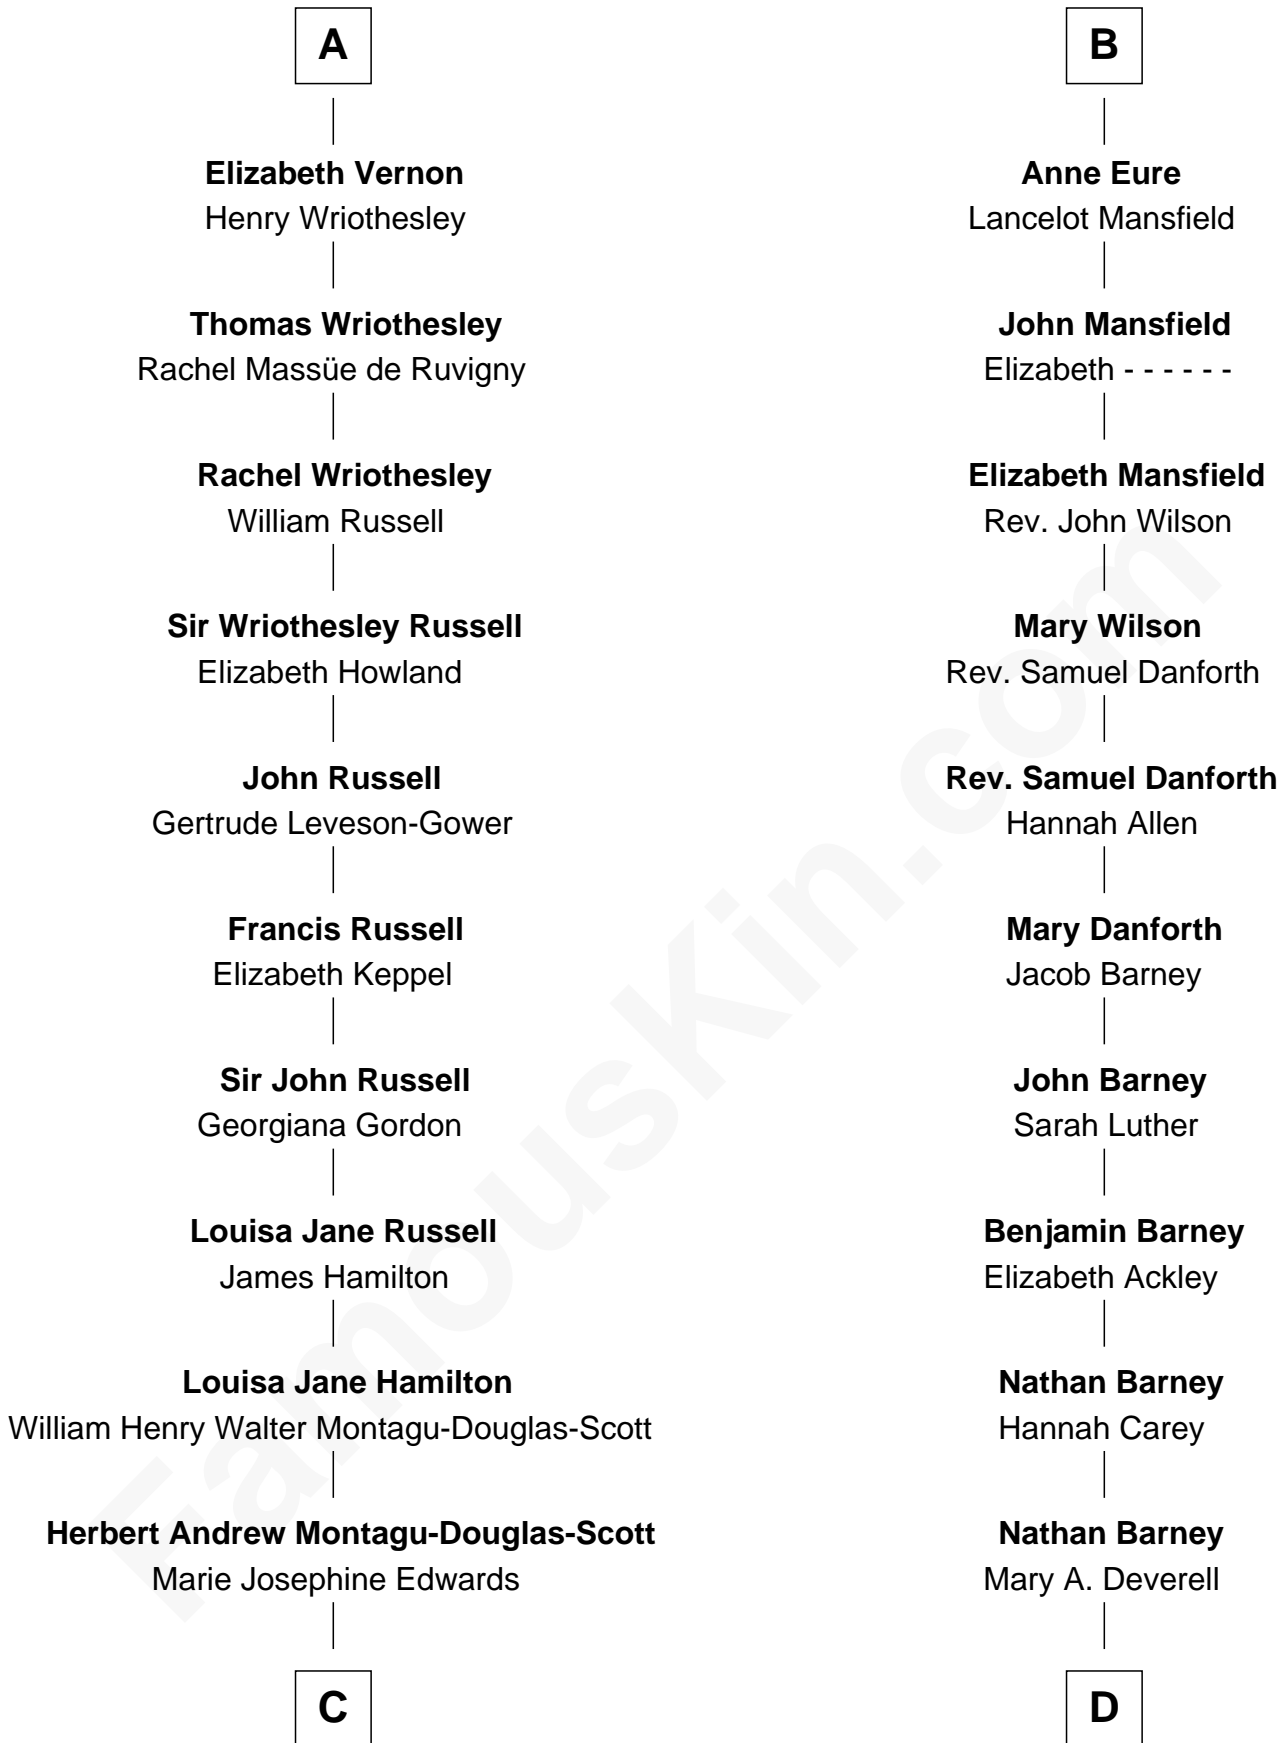 A
Elizabeth Vernon
Henry Wriothesley
Thomas Wriothesley
Rachel Massüe de Ruvigny
Rachel Wriothesley
William Russell
Sir Wriothesley Russell
Elizabeth Howland
John Russell
Gertrude Leveson-Gower
Francis Russell
Elizabeth Keppel
Sir John Russell
Georgiana Gordon
Louisa Jane Russell
James Hamilton
Louisa Jane Hamilton
William Henry Walter Montagu-Douglas-Scott
Herbert Andrew Montagu-Douglas-Scott
Marie Josephine Edwards
C
B
Anne Eure
Lancelot Mansfield
John Mansfield
Elizabeth - - - - - -
Elizabeth Mansfield
Rev. John Wilson
Mary Wilson
Rev. Samuel Danforth
Rev. Samuel Danforth
Hannah Allen
Mary Danforth
Jacob Barney
John Barney
Sarah Luther
Benjamin Barney
Elizabeth Ackley
Nathan Barney
Hannah Carey
Nathan Barney
Mary A. Deverell
D
FamousKin.com